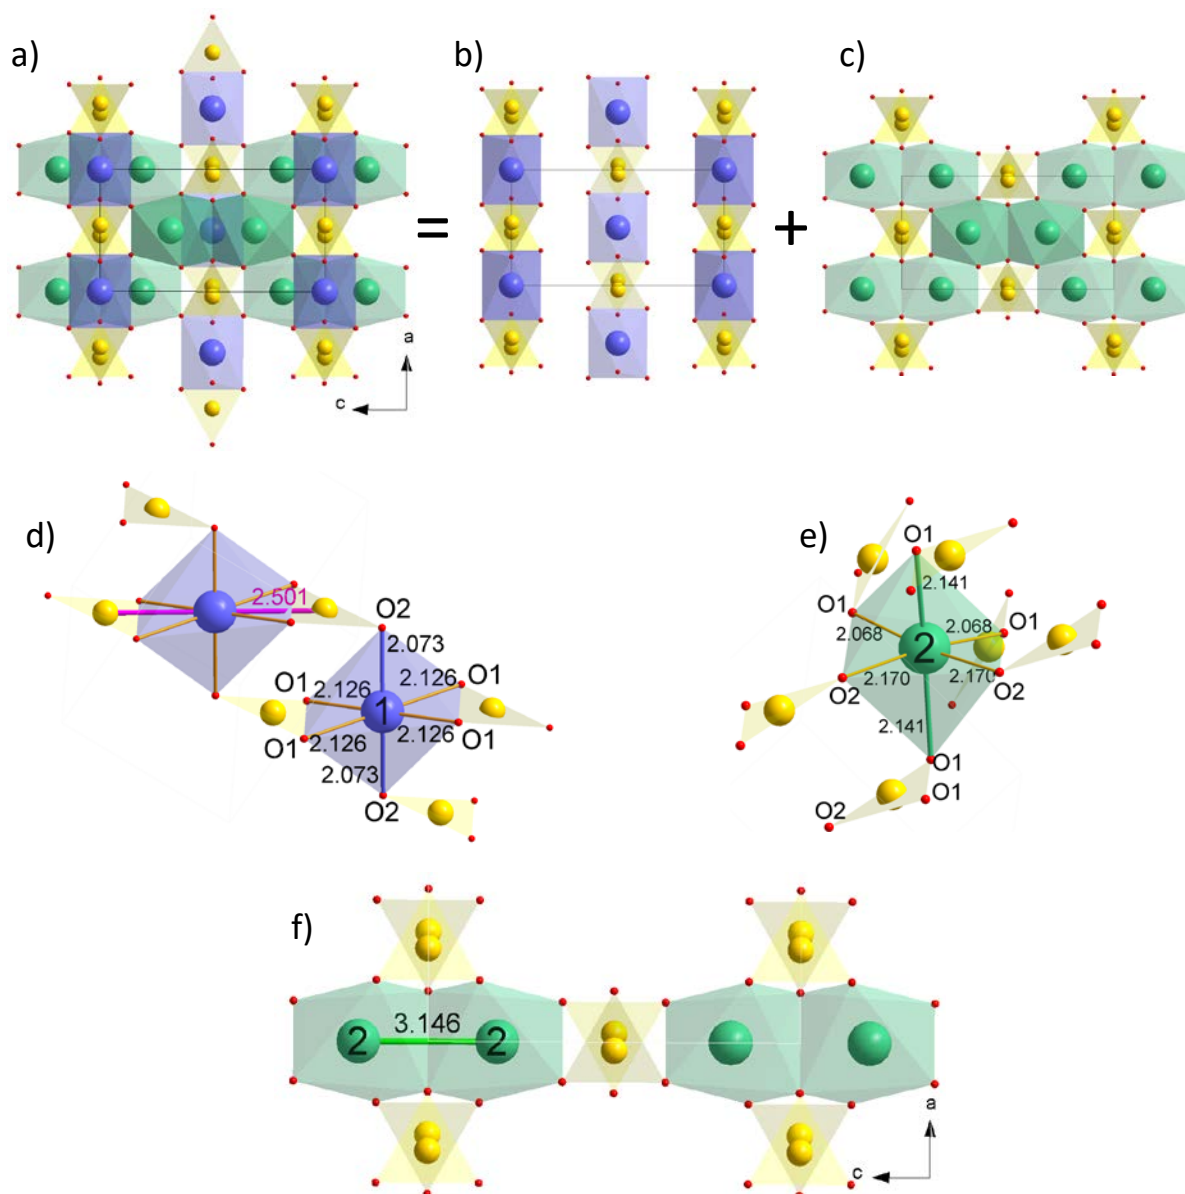 a)
b)
c)
=
+
a
c
d)
2.501
O2
2.073
O1
2.126
2.126
O1
1
O1
2.126
2.126
O1
2.073
O2
e)
O1
2.141
O1
2.068
2.068
O1
2
O2
2.170
2.170
O2
2.141
O1
O2
O1
f)
3.146
2
2
a
c